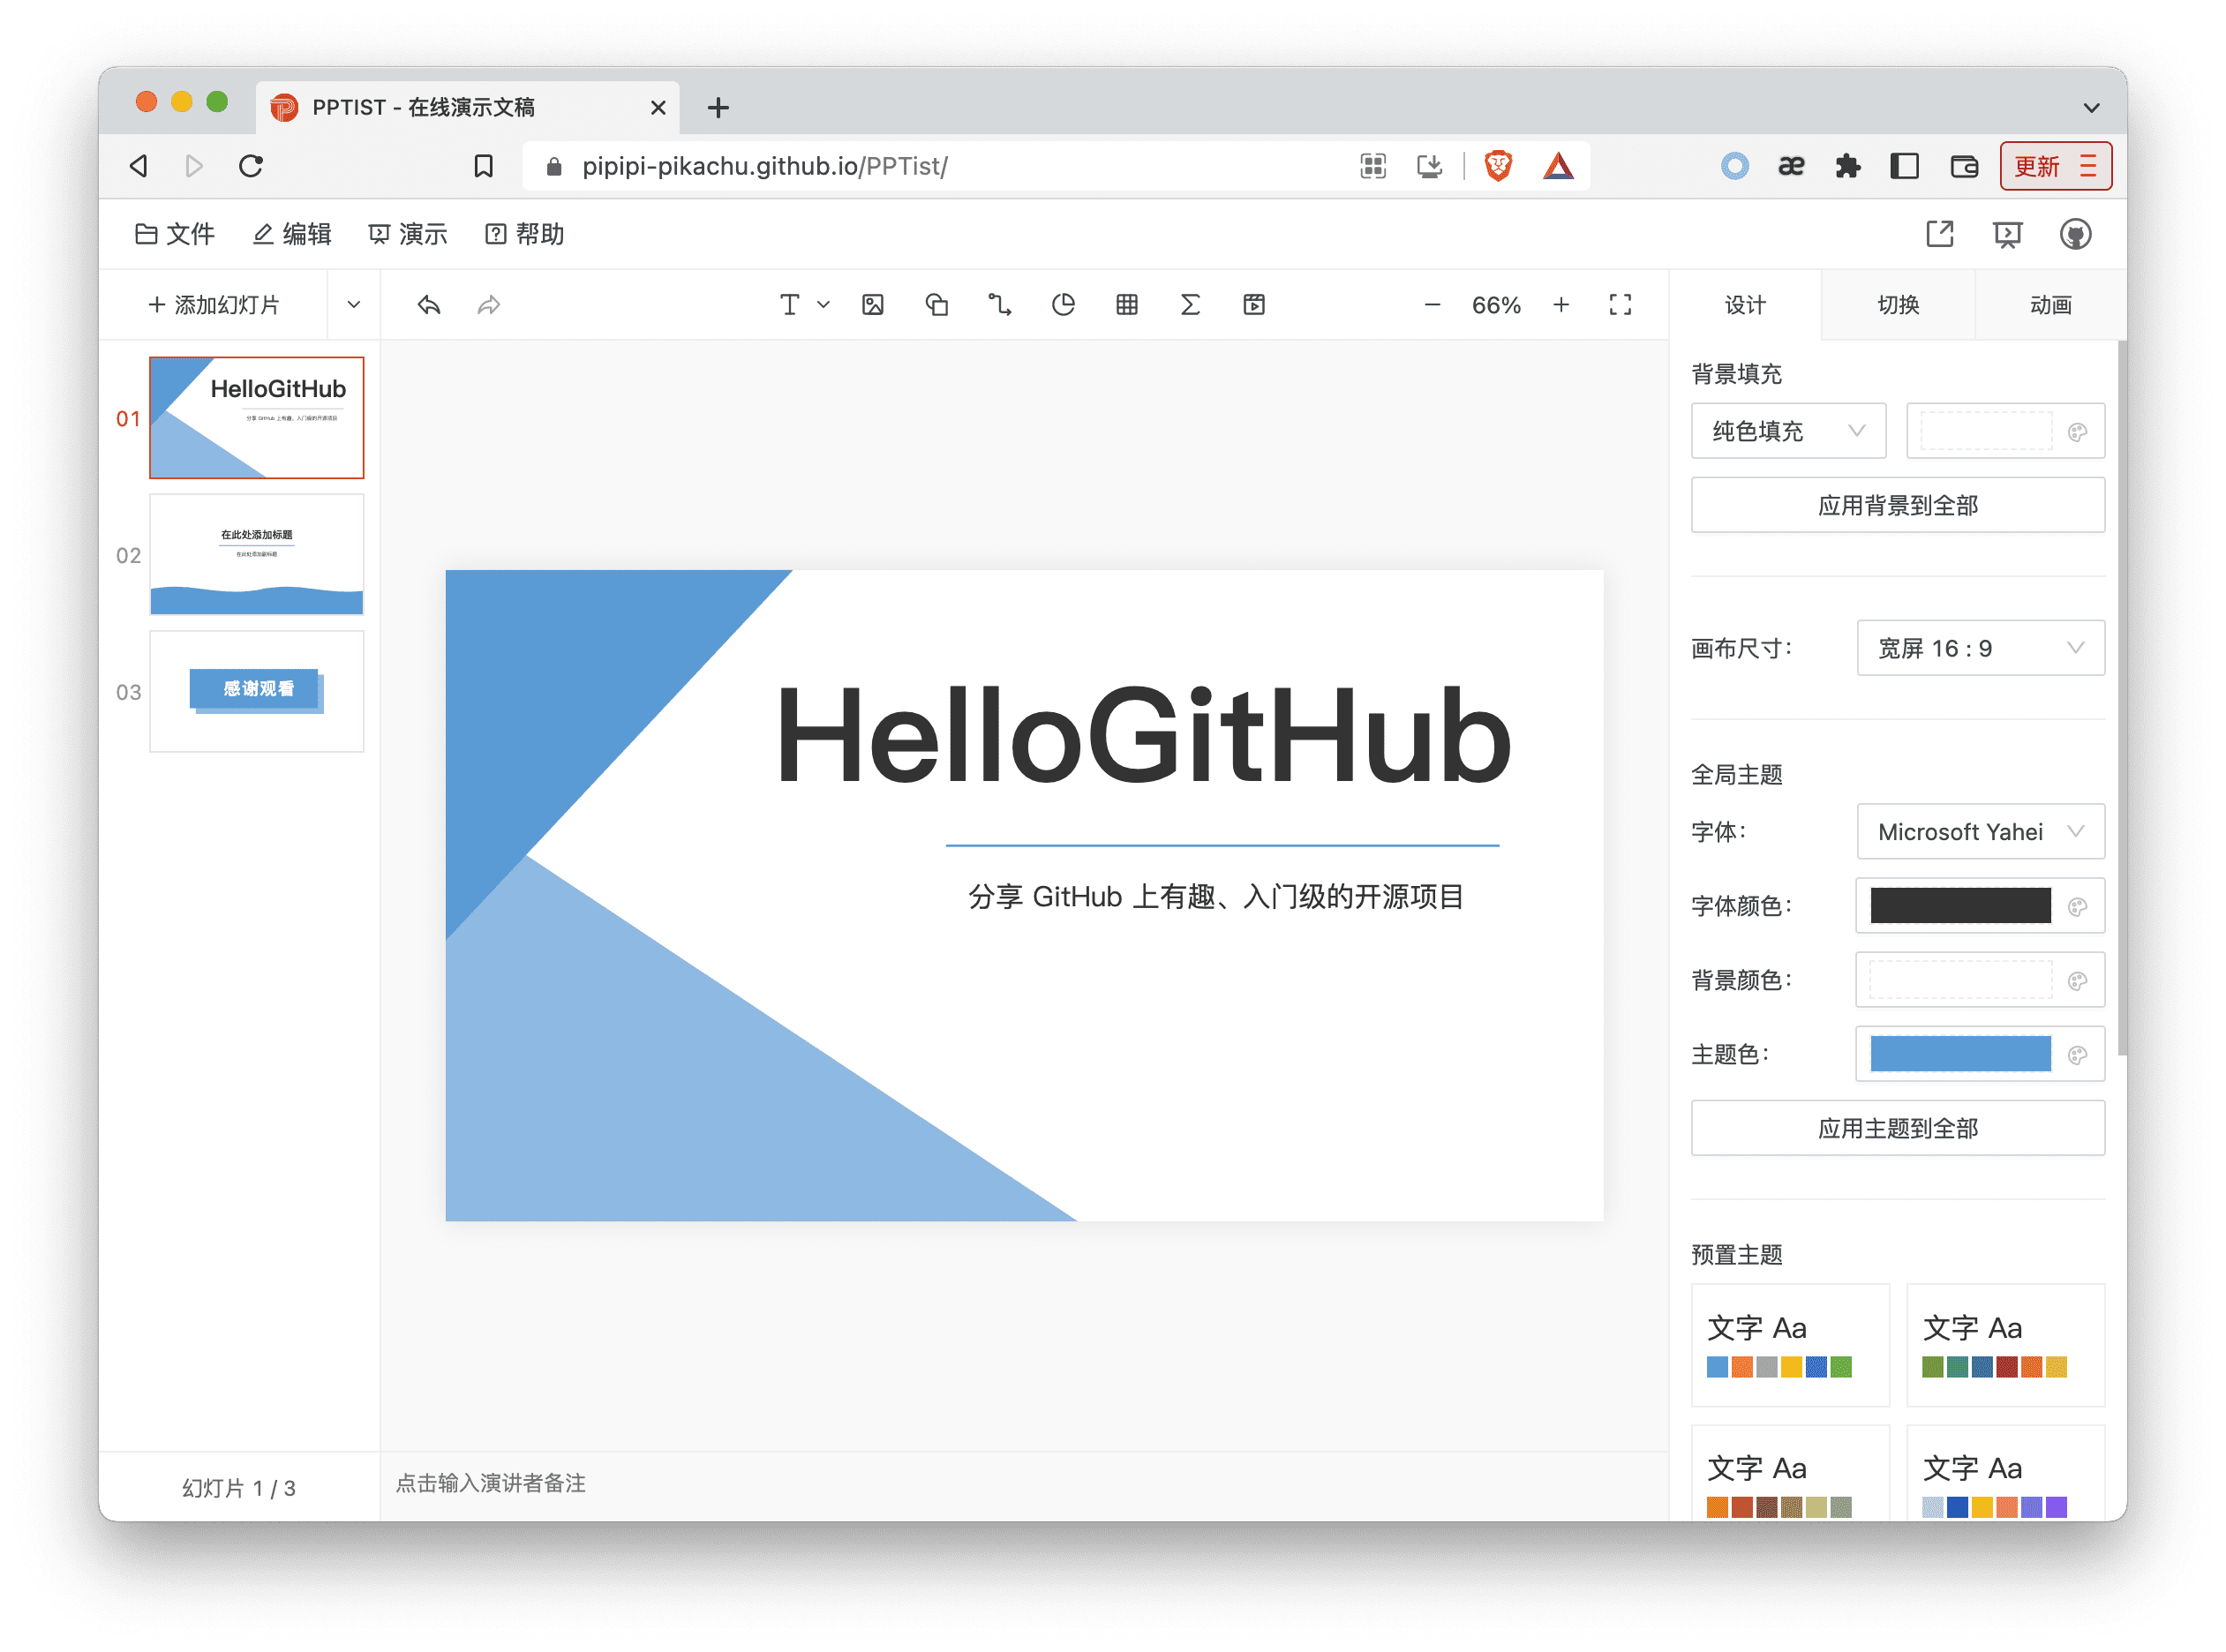 PPTIST - 在线演示文稿
pipipi-pikachu.github.io/PPTist/
æ
更新
文件 编辑 演示 帮助
+ 添加幻灯片
T
66%
设计 切换 动画
01
HelloGitHub
分享 GitHub 上有趣、入门级的开源项目
02
在此处添加标题
在此处添加副标题
03
感谢观看
HelloGitHub
分享 GitHub 上有趣、入门级的开源项目
背景填充
纯色填充
应用背景到全部
画布尺寸：
宽屏 16 : 9
全局主题
字体：
Microsoft Yahei
字体颜色：
背景颜色：
主题色：
应用主题到全部
预置主题
文字 Aa
文字 Aa
文字 Aa
文字 Aa
幻灯片 1 / 3
点击输入演讲者备注